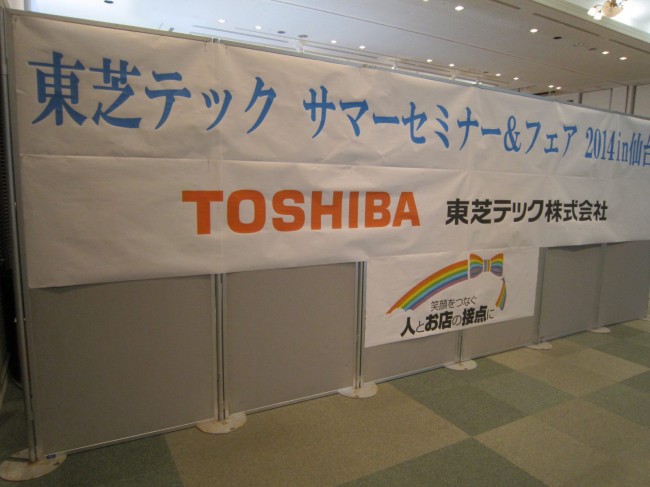 東芝テック サマーセミナー＆フェア 2014in仙台
TOSHIBA 東芝テック株式会社
笑顔をつなぐ
人とお店の接点に